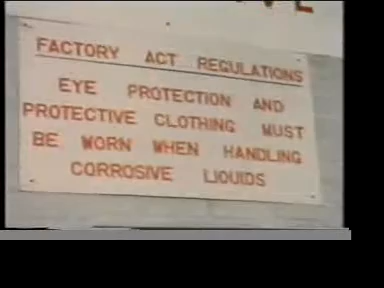 FACTORY ACT REGULATIONS
EYE PROTECTION AND
PROTECTIVE CLOTHING MUST
BE WORN WHEN HANDLING
CORROSIVE LIQUIDS